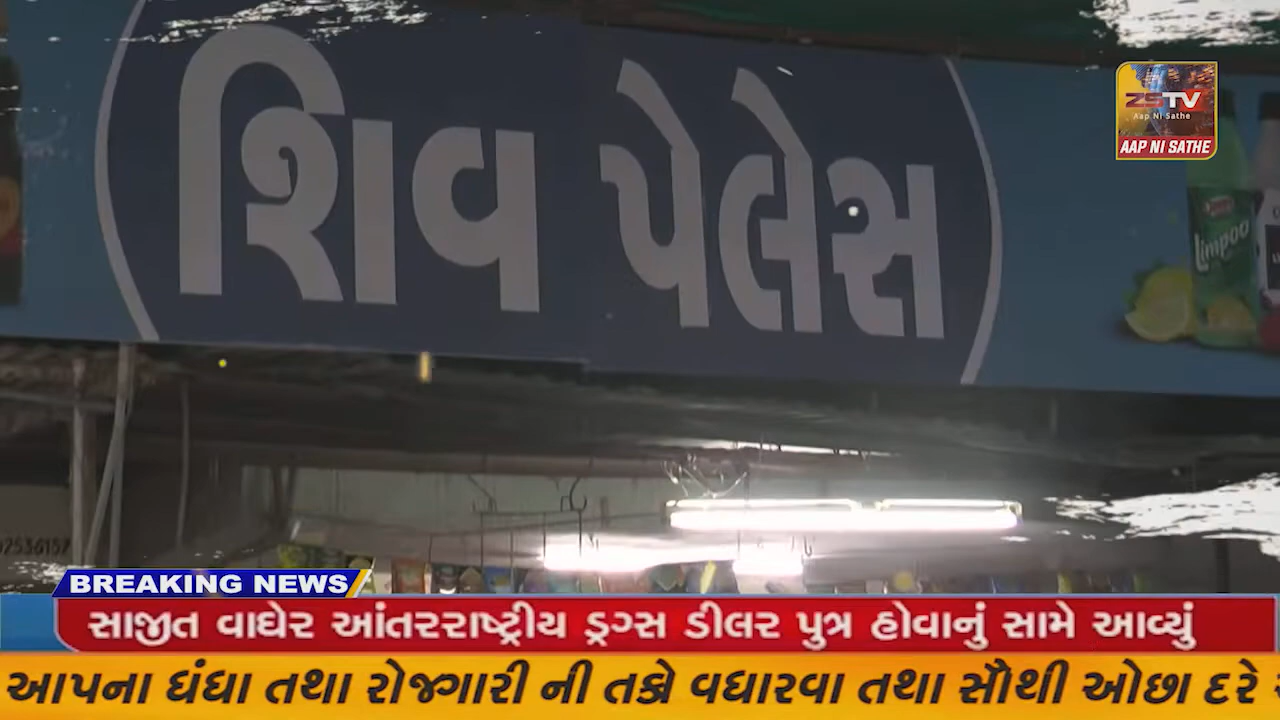 શિવ પેલેસ
ZSTV
Aap Ni Sathe
AAP NI SATHE
Limpoo
BREAKING NEWS
સાજીત વાઘેર આંતરરાષ્ટ્રીય ડ્રગ્સ ડીલર પુત્ર હોવાનું સામે આવ્યું
આપના ધંધા તથા રોજગારી ની તકો વધારવા તથા સૌથી ઓછા દરે